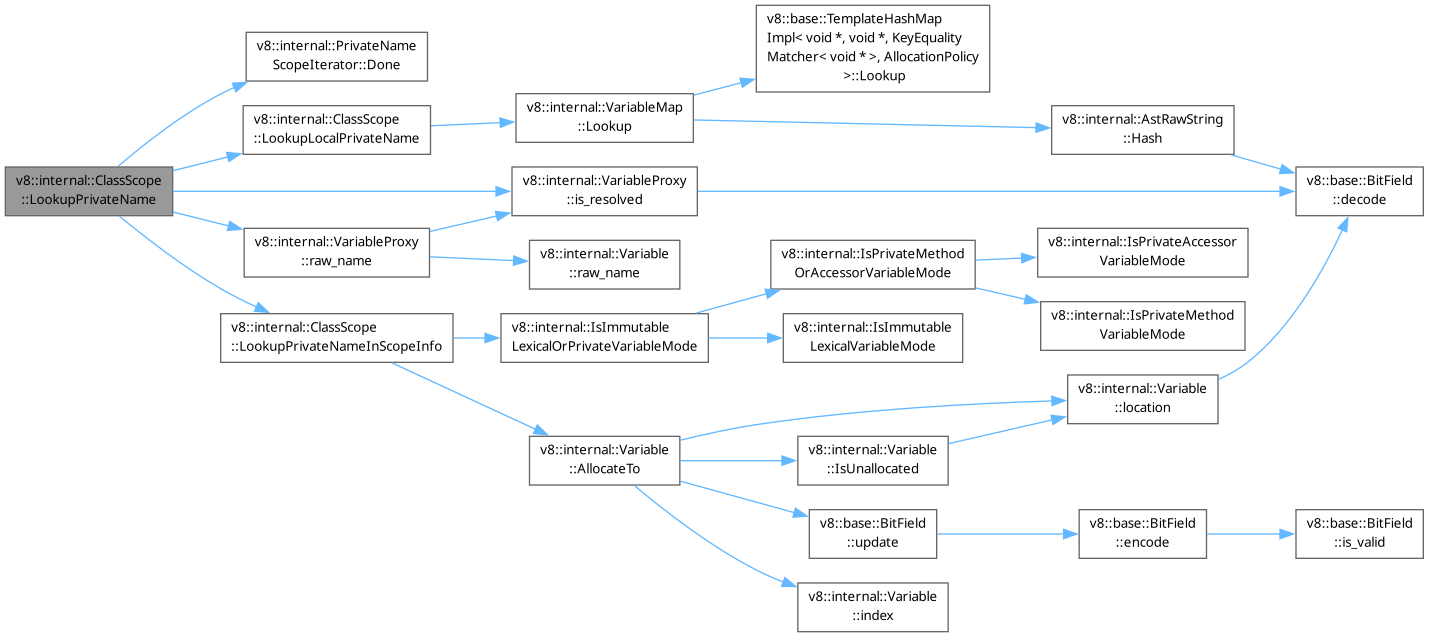 v8::internal::ClassScope
::LookupPrivateName
v8::internal::PrivateName
ScopeIterator::Done
v8::internal::ClassScope
::LookupLocalPrivateName
v8::internal::VariableMap
::Lookup
v8::base::TemplateHashMap
Impl< void *, void *, KeyEquality
Matcher< void * >, AllocationPolicy
>::Lookup
v8::internal::AstRawString
::Hash
v8::base::BitField
::decode
v8::internal::VariableProxy
::is_resolved
v8::internal::VariableProxy
::raw_name
v8::internal::Variable
::raw_name
v8::internal::ClassScope
::LookupPrivateNameInScopeInfo
v8::internal::IsImmutable
LexicalOrPrivateVariableMode
v8::internal::IsPrivateMethod
OrAccessorVariableMode
v8::internal::IsPrivateAccessor
VariableMode
v8::internal::IsPrivateMethod
VariableMode
v8::internal::IsImmutable
LexicalVariableMode
v8::internal::Variable
::AllocateTo
v8::internal::Variable
::location
v8::internal::Variable
::IsUnallocated
v8::base::BitField
::update
v8::base::BitField
::encode
v8::base::BitField
::is_valid
v8::internal::Variable
::index